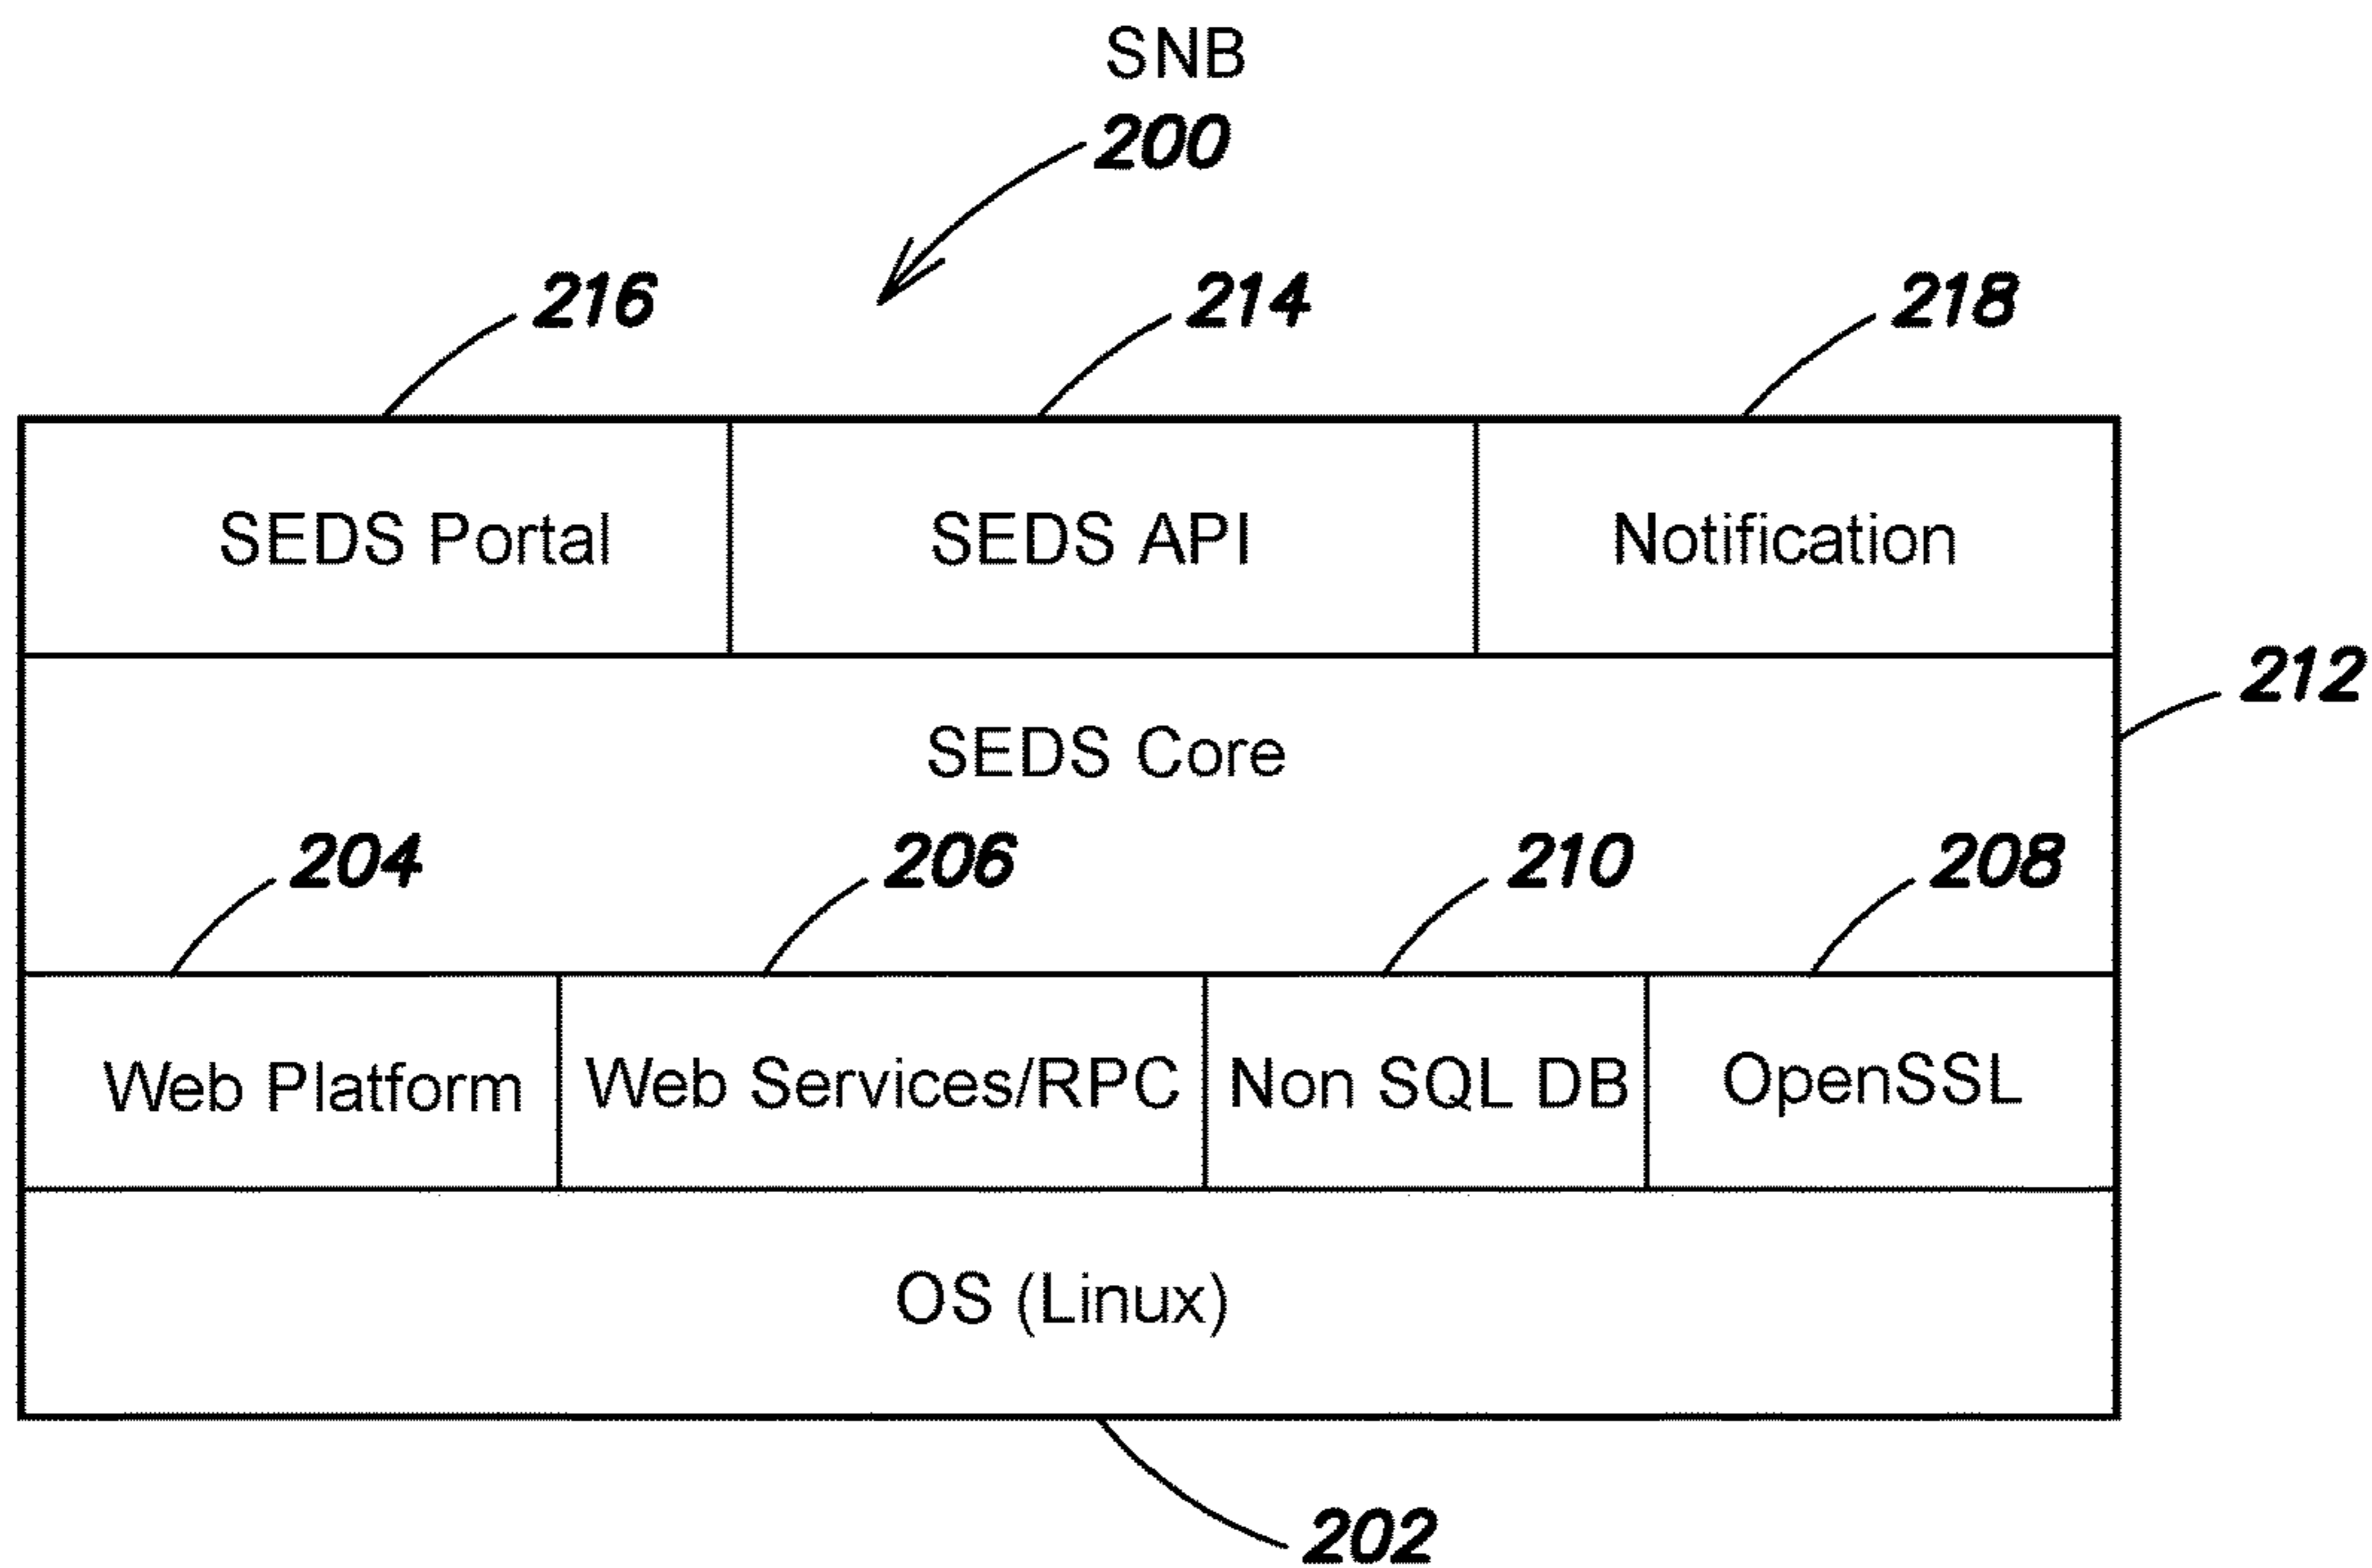 SNB
200
216
214
218
SEDS Portal
SEDS API
Notification
212
SEDS Core
204
206
210
208
Web Platform
Web Services/RPC
Non SQL DB
OpenSSL
OS (Linux)
202